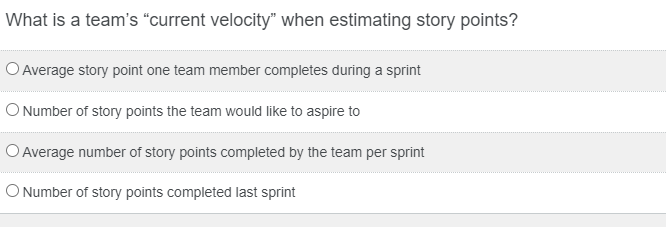 What is a team's “current velocity” when estimating story points?
Average story point one team member completes during a sprint
Number of story points the team would like to aspire to
Average number of story points completed by the team per sprint
Number of story points completed last sprint